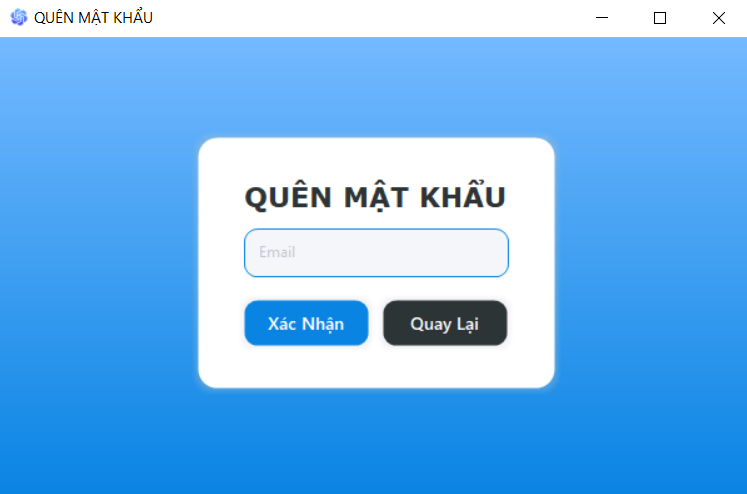 QUÊN MẬT KHẨU
QUÊN MẬT KHẨU
Email
Xác Nhận
Quay Lại